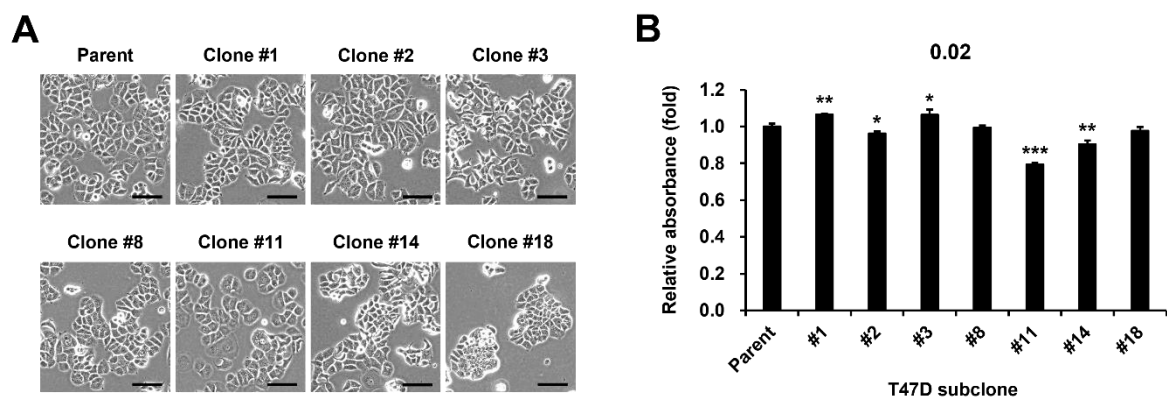 A
Parent Clone #1 Clone #2 Clone #3
Clone #8 Clone #11 Clone #14 Clone #18
B
0.02
Relative absorbance (fold)
1.2
1.0
0.8
0.6
0.4
0.2
0.0
** * * *** **
Parent #1 #2 #3 #8 #11 #14 #18
T47D subclone